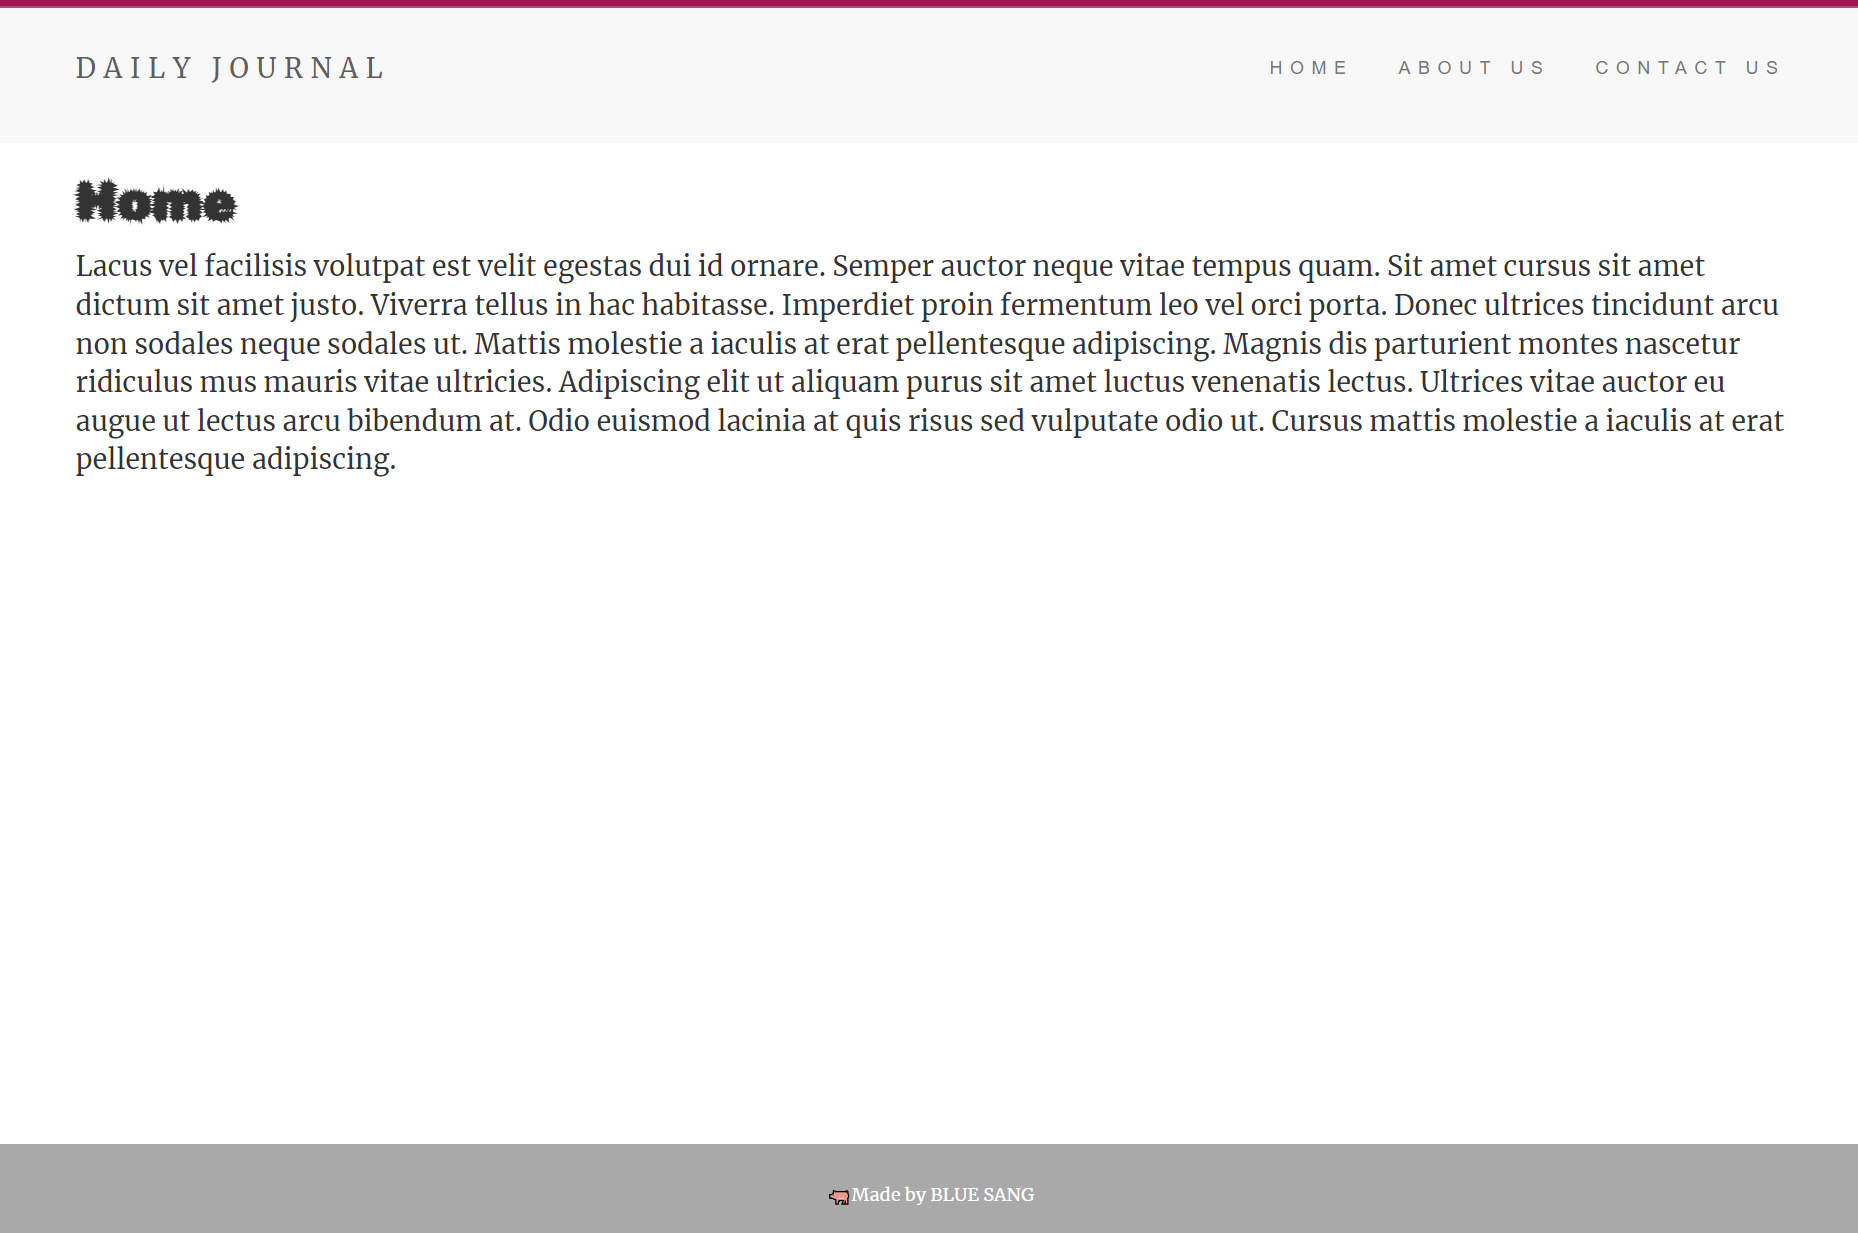 DAILY JOURNAL
HOME ABOUT US CONTACT US
Home
Lacus vel facilisis volutpat est velit egestas dui id ornare. Semper auctor neque vitae tempus quam. Sit amet cursus sit amet
dictum sit amet justo. Viverra tellus in hac habitasse. Imperdiet proin fermentum leo vel orci porta. Donec ultrices tincidunt arcu
non sodales neque sodales ut. Mattis molestie a iaculis at erat pellentesque adipiscing. Magnis dis parturient montes nascetur
ridiculus mus mauris vitae ultricies. Adipiscing elit ut aliquam purus sit amet luctus venenatis lectus. Ultrices vitae auctor eu
augue ut lectus arcu bibendum at. Odio euismod lacinia at quis risus sed vulputate odio ut. Cursus mattis molestie a iaculis at erat
pellentesque adipiscing.
Made by BLUE SANG